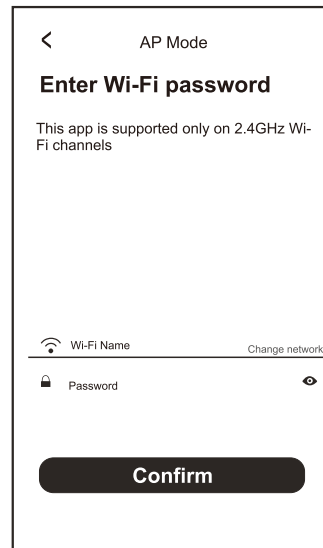 AP Mode
Enter Wi-Fi password
This app is supported only on 2.4GHz Wi-
Fi channels
Wi-Fi Name Change network
Password
Confirm